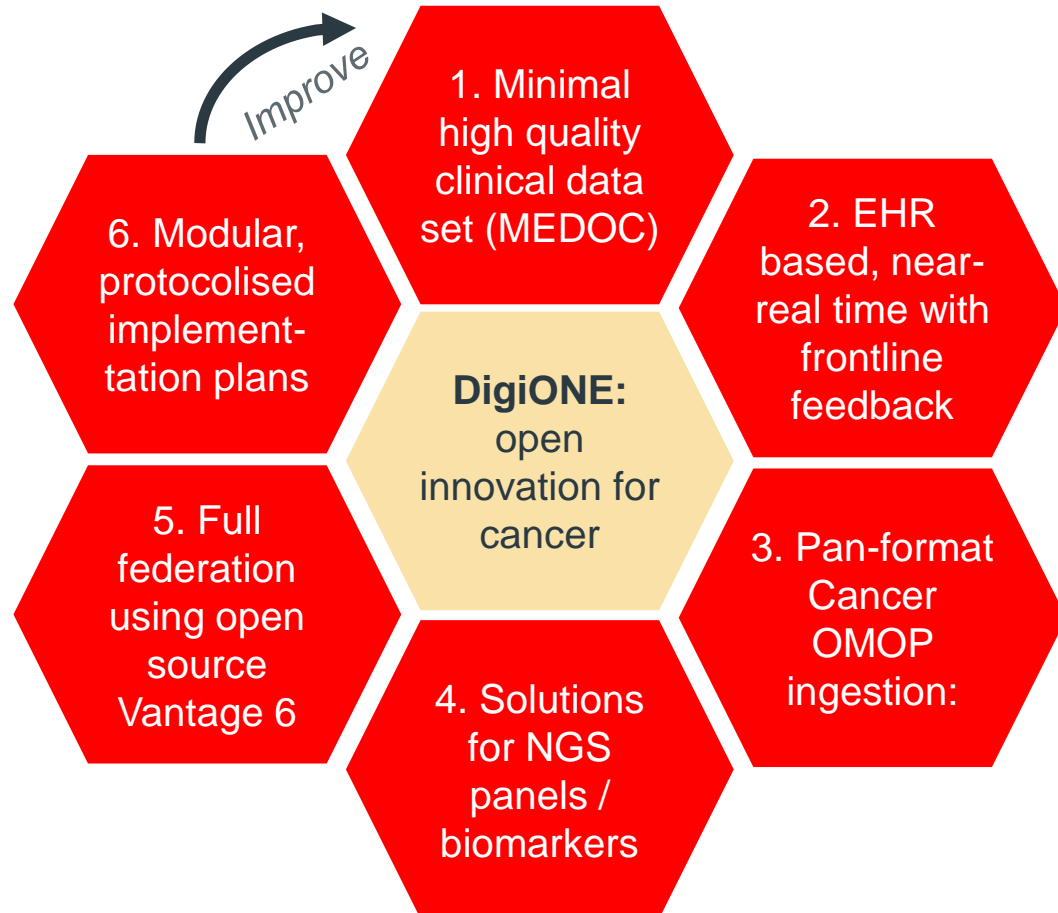 Improve
1. Minimal
high quality
clinical data
set (MEDOC)
2. EHR
based, near-
real time with
frontline
feedback
3. Pan-format
Cancer
OMOP
ingestion:
4. Solutions
for NGS
panels /
biomarkers
5. Full
federation
using open
source
Vantage 6
6. Modular,
protocolised
implement-
tation plans
DigiONE:
open
innovation for
cancer